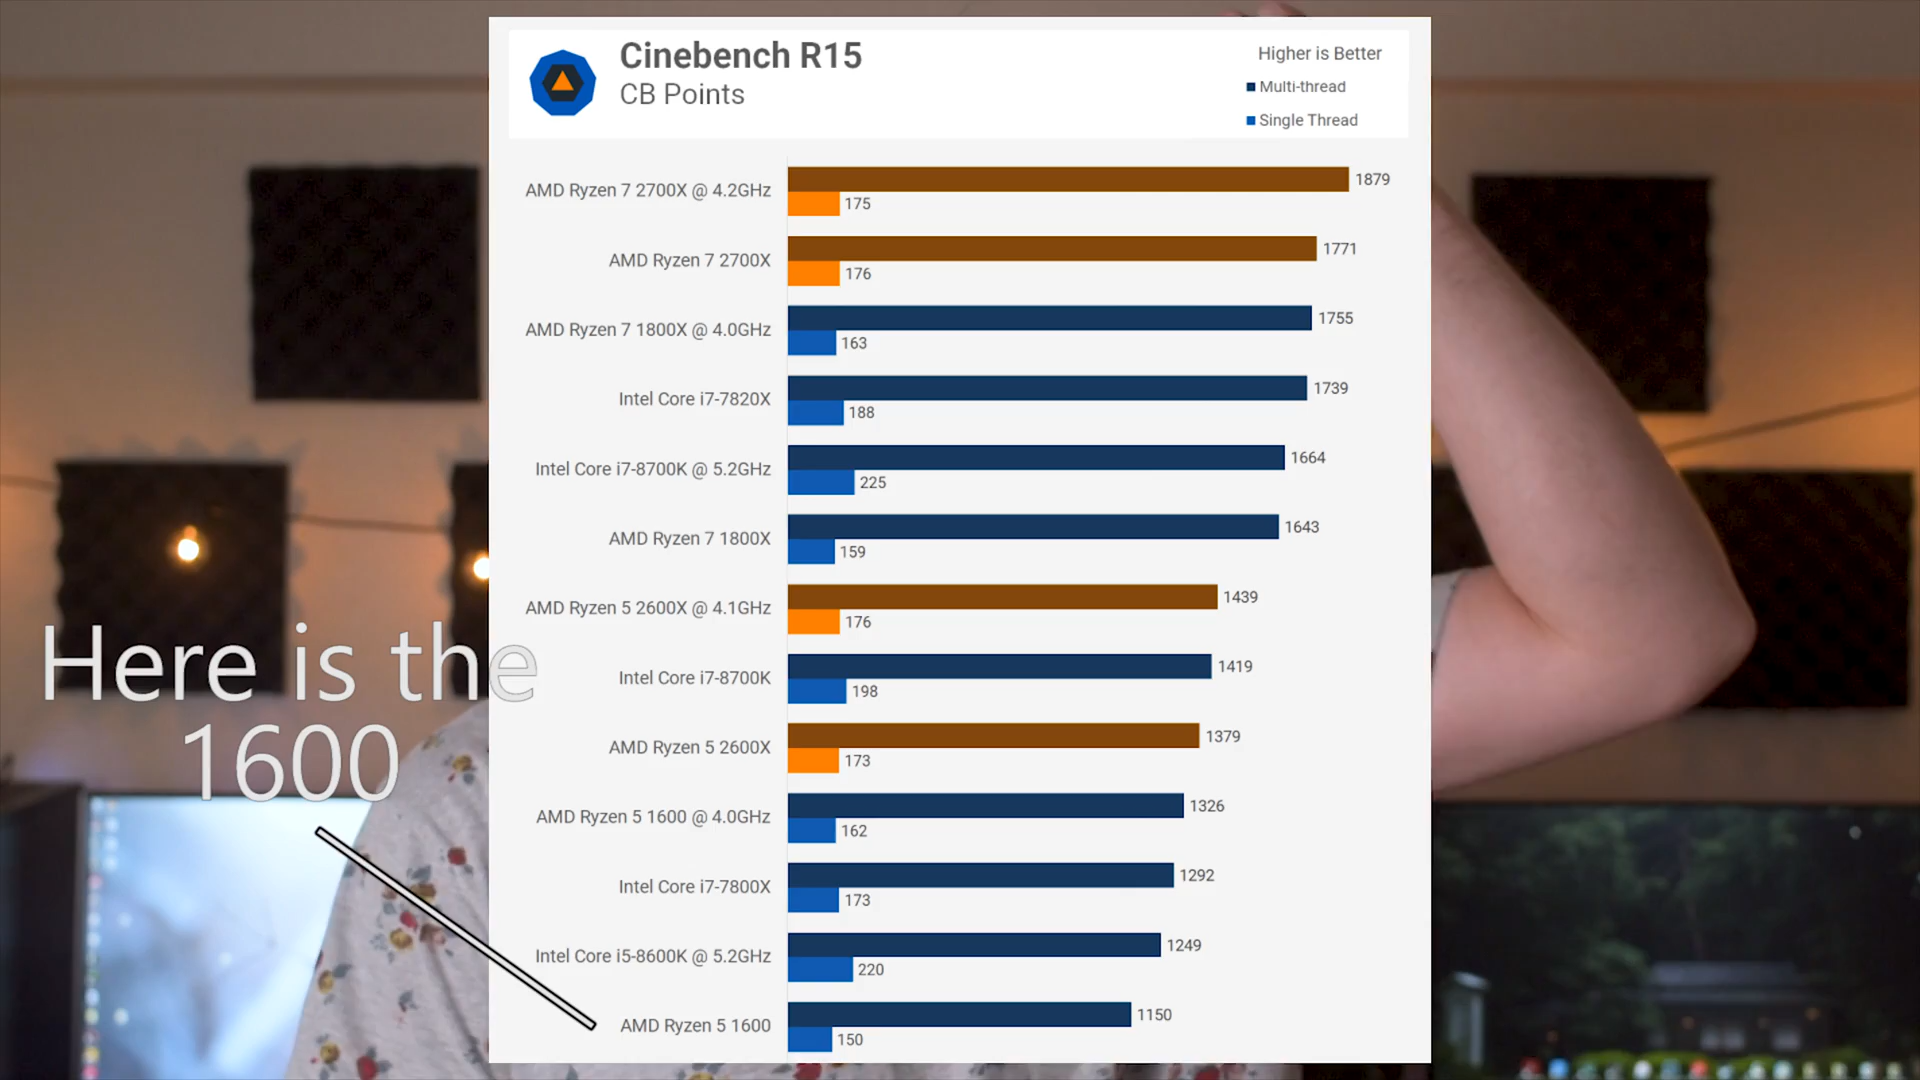 Cinebench R15
CB Points
Higher is Better
Multi-thread
Single Thread
AMD Ryzen 7 2700X @ 4.2GHz
1879
175
AMD Ryzen 7 2700X
1771
176
AMD Ryzen 7 1800X @ 4.0GHz
1755
163
Intel Core i7-7820X
1739
188
Intel Core i7-8700K @ 5.2GHz
1664
225
AMD Ryzen 7 1800X
1643
159
AMD Ryzen 5 2600X @ 4.1GHz
1439
176
Intel Core i7-8700K
1419
198
AMD Ryzen 5 2600X
1379
173
AMD Ryzen 5 1600 @ 4.0GHz
1326
162
Intel Core i7-7800X
1292
173
Intel Core i5-8600K @ 5.2GHz
1249
220
AMD Ryzen 5 1600
1150
150
Here is the
1600